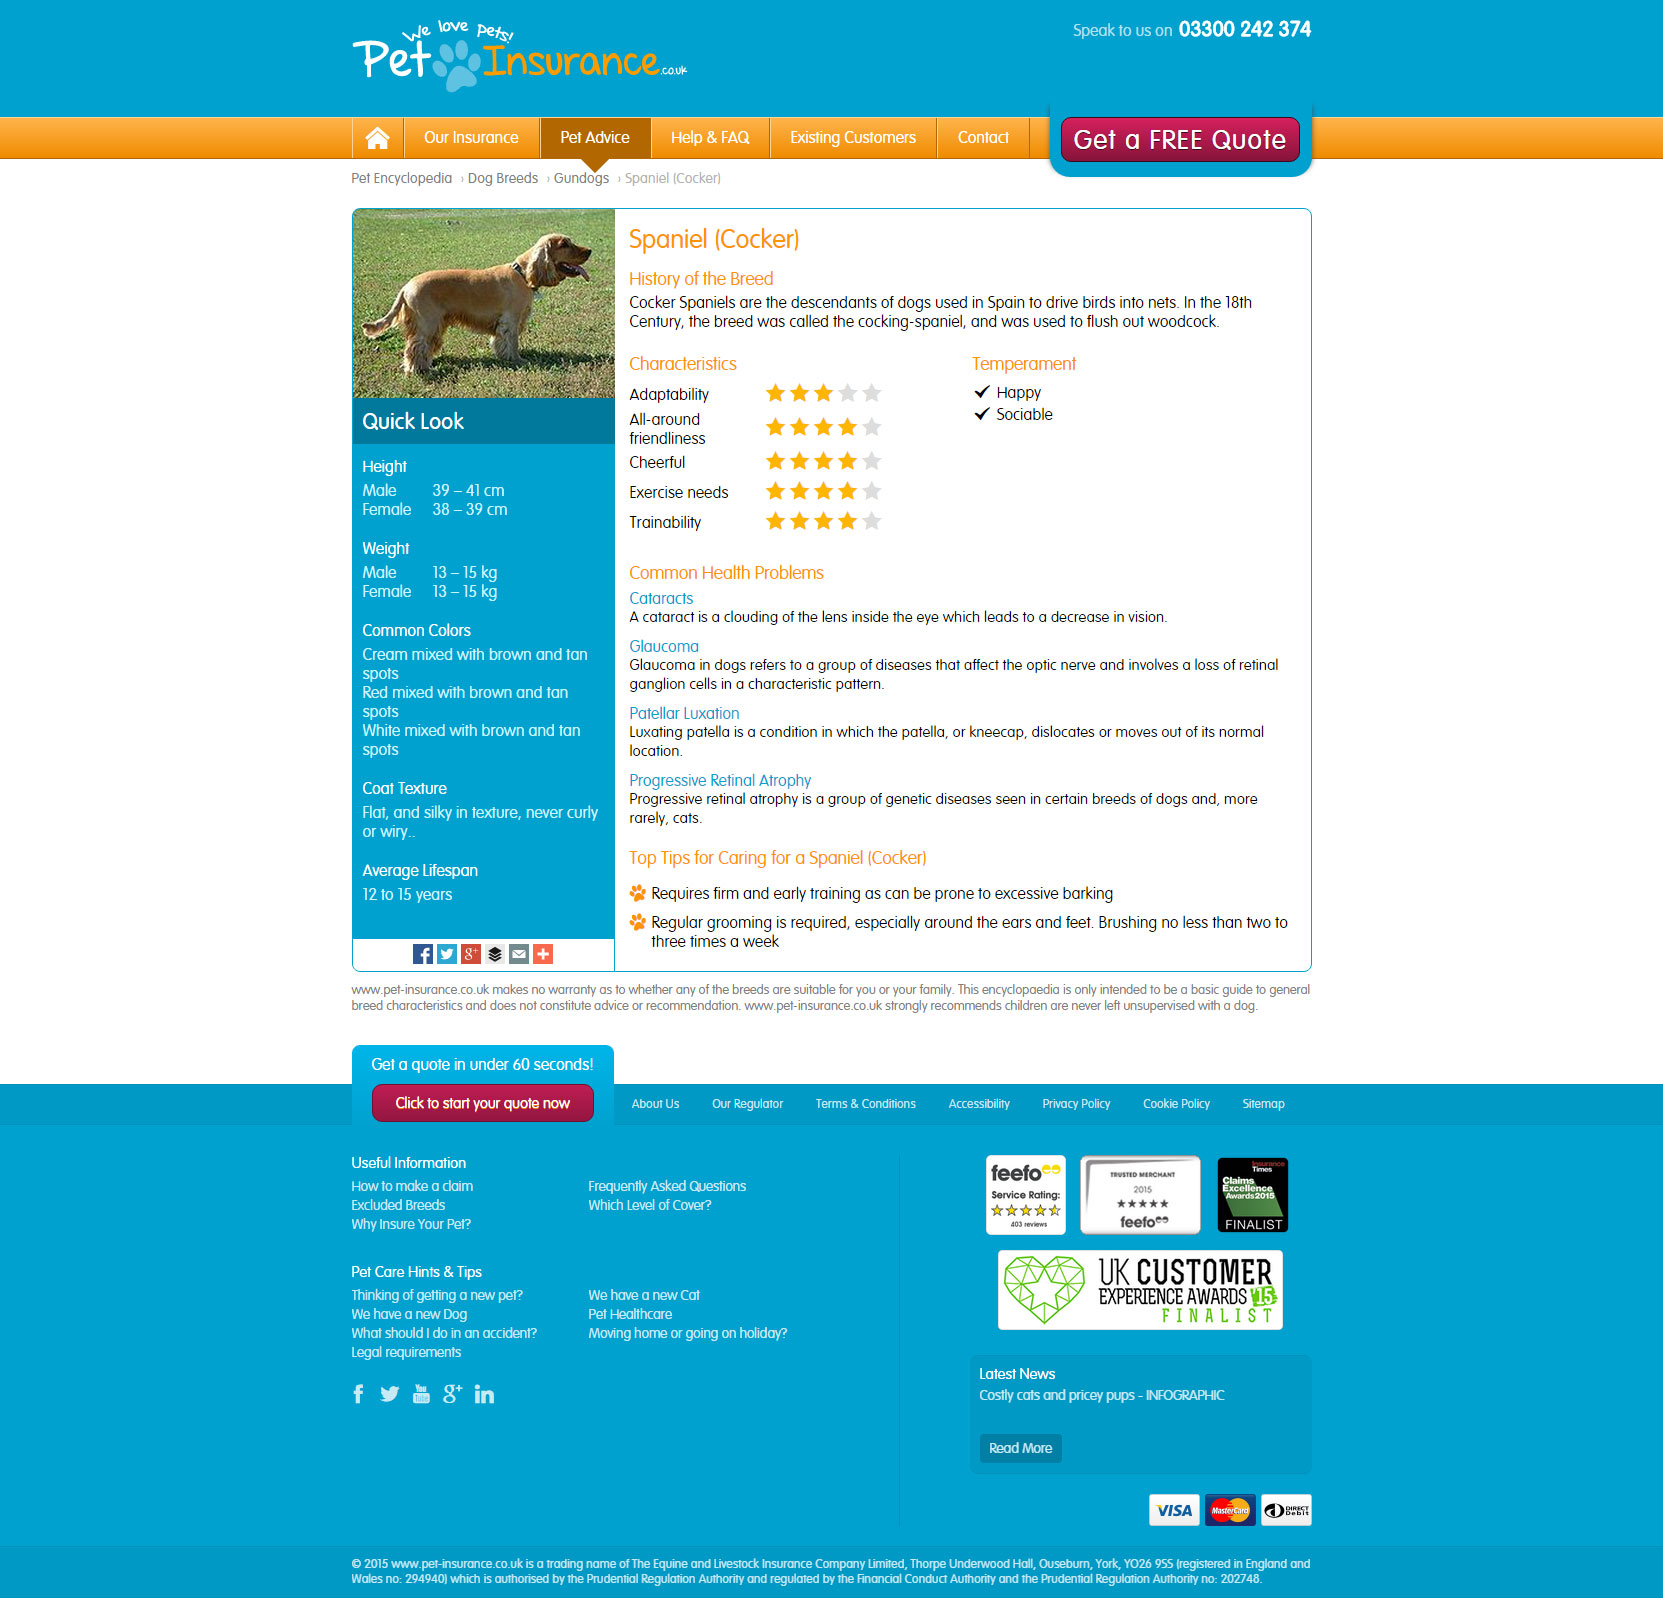 We love pets!
Pet Insurance.co.uk
Speak to us on 03300 242 374
Our Insurance
Pet Advice
Help & FAQ
Existing Customers
Contact
Get a FREE Quote
Pet Encyclopedia › Dog Breeds › Gundogs › Spaniel (Cocker)
Quick Look
Height
Male 39 – 41 cm
Female 38 – 39 cm
Weight
Male 13 – 15 kg
Female 13 – 15 kg
Common Colors
Cream mixed with brown and tan
spots
Red mixed with brown and tan
spots
White mixed with brown and tan
spots
Coat Texture
Flat, and silky in texture, never curly
or wiry..
Average Lifespan
12 to 15 years
Spaniel (Cocker)
History of the Breed
Cocker Spaniels are the descendants of dogs used in Spain to drive birds into nets. In the 18th
Century, the breed was called the cocking-spaniel, and was used to flush out woodcock.
Characteristics
Adaptability
All-around
friendliness
Cheerful
Exercise needs
Trainability
Temperament
Happy
Sociable
Common Health Problems
Cataracts
A cataract is a clouding of the lens inside the eye which leads to a decrease in vision.
Glaucoma
Glaucoma in dogs refers to a group of diseases that affect the optic nerve and involves a loss of retinal
ganglion cells in a characteristic pattern.
Patellar Luxation
Luxating patella is a condition in which the patella, or kneecap, dislocates or moves out of its normal
location.
Progressive Retinal Atrophy
Progressive retinal atrophy is a group of genetic diseases seen in certain breeds of dogs and, more
rarely, cats.
Top Tips for Caring for a Spaniel (Cocker)
Requires firm and early training as can be prone to excessive barking
Regular grooming is required, especially around the ears and feet. Brushing no less than two to
three times a week
www.pet-insurance.co.uk makes no warranty as to whether any of the breeds are suitable for you or your family. This encyclopaedia is only intended to be a basic guide to general
breed characteristics and does not constitute advice or recommendation. www.pet-insurance.co.uk strongly recommends children are never left unsupervised with a dog.
Get a quote in under 60 seconds!
Click to start your quote now
About Us
Our Regulator
Terms & Conditions
Accessibility
Privacy Policy
Cookie Policy
Sitemap
Useful Information
How to make a claim
Excluded Breeds
Why Insure Your Pet?
Frequently Asked Questions
Which Level of Cover?
Pet Care Hints & Tips
Thinking of getting a new pet?
We have a new Dog
What should I do in an accident?
Legal requirements
We have a new Cat
Pet Healthcare
Moving home or going on holiday?
feefo
Service Rating:
403 reviews
TRUSTED MERCHANT
2015
feefo
Insurance
Times
Claims
Excellence
Awards2015
FINALIST
UK CUSTOMER
EXPERIENCE AWARDS '15
FINALIST
Latest News
Costly cats and pricey pups - INFOGRAPHIC
Read More
VISA
MasterCard
DIRECT
Debit
© 2015 www.pet-insurance.co.uk is a trading name of The Equine and Livestock Insurance Company Limited, Thorpe Underwood Hall, Ouseburn, York, YO26 9SS (registered in England and
Wales no: 294940) which is authorised by the Prudential Regulation Authority and regulated by the Financial Conduct Authority and the Prudential Regulation Authority no: 202748.